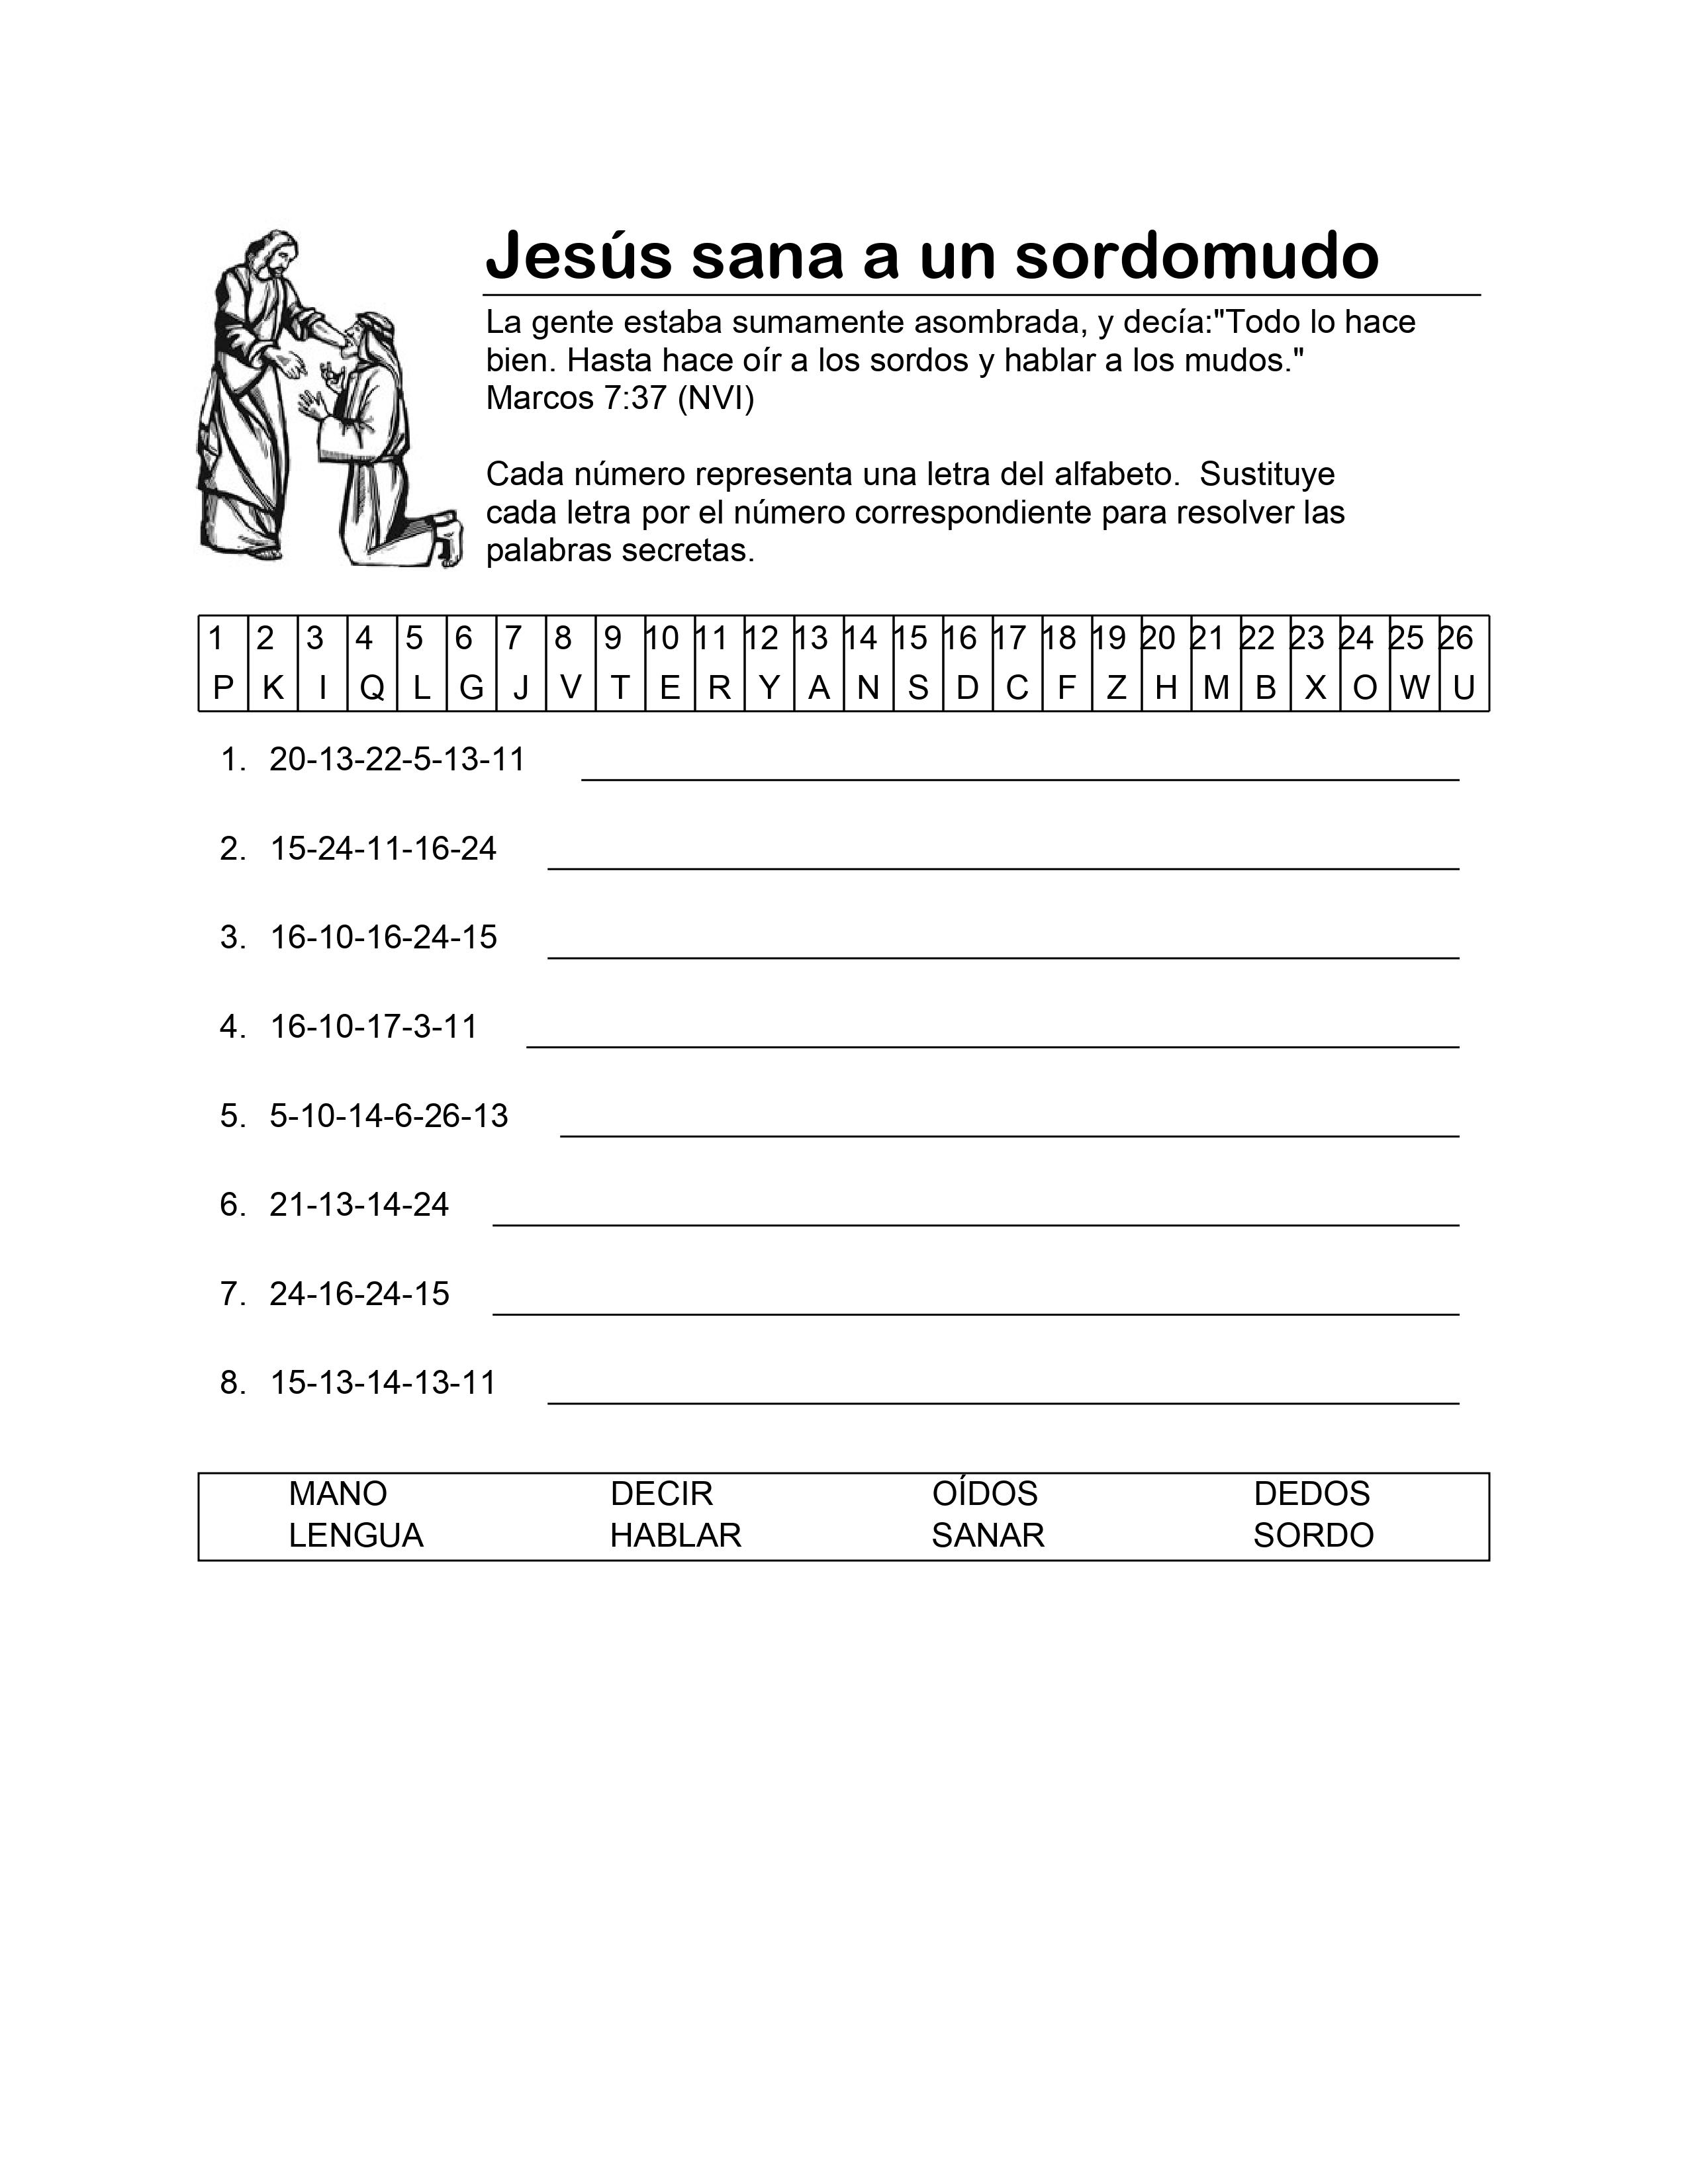 Jesús sana a un sordomudo
La gente estaba sumamente asombrada, y decía:"Todo lo hace
bien. Hasta hace oír a los sordos y hablar a los mudos."
Marcos 7:37 (NVI)
Cada número representa una letra del alfabeto.  Sustituye
cada letra por el número correspondiente para resolver las
palabras secretas.
1 2 3 4 5 6 7 8 9 10 11 12 13 14 15 16 17 18 19 20 21 22 23 24 25 26
P K I Q L G J V T E R Y A N S D C F Z H M B X O W U
1. 20-13-22-5-13-11
2. 15-24-11-16-24
3. 16-10-16-24-15
4. 16-10-17-3-11
5. 5-10-14-6-26-13
6. 21-13-14-24
7. 24-16-24-15
8. 15-13-14-13-11
MANO DECIR OÍDOS DEDOS
LENGUA HABLAR SANAR SORDO